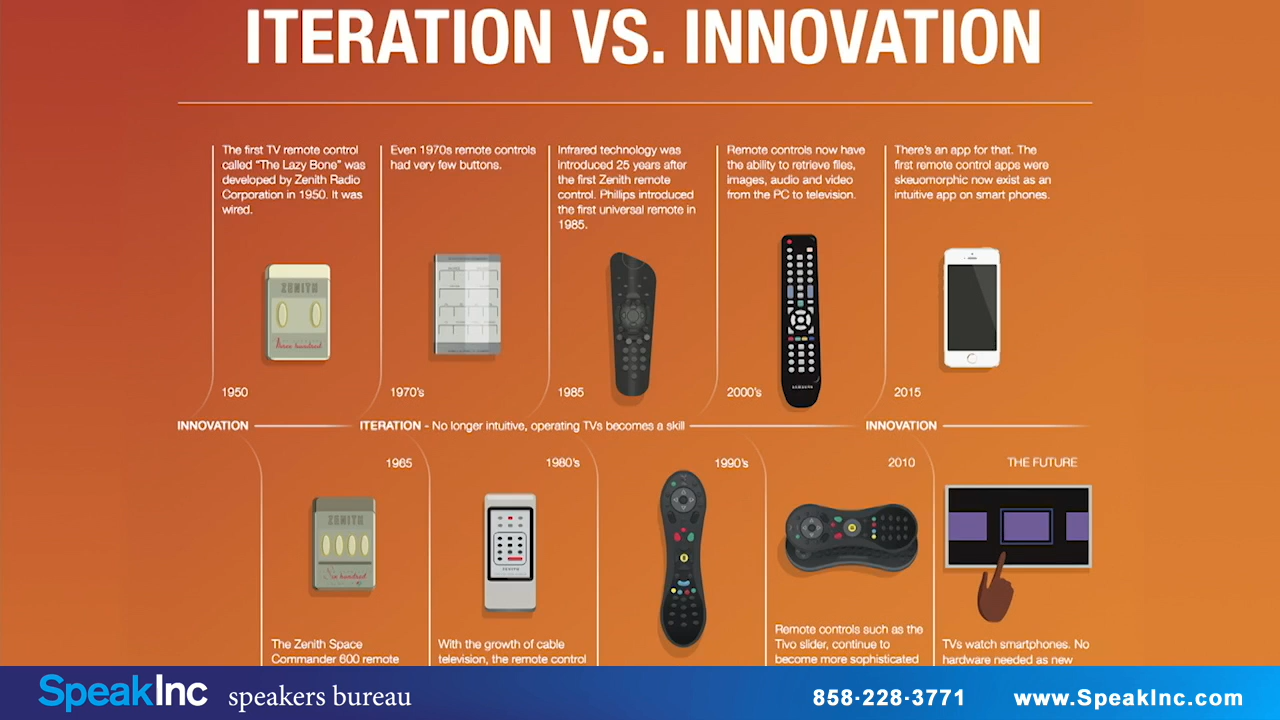 ITERATION VS. INNOVATION
The first TV remote control
called “The Lazy Bone” was
developed by Zenith Radio
Corporation in 1950. It was
wired.
Even 1970s remote controls
had very few buttons.
Infrared technology was
introduced 25 years after
the first Zenith remote
control. Phillips introduced
the first universal remote in
1985.
Remote controls now have
the ability to retrieve files,
images, audio and video
from the PC to television.
There's an app for that. The
first remote control apps were
skeuomorphic now exist as an
intuitive app on smart phones.
ZENITH
SAMSUNG
1950
1970's
1985
2000's
2015
INNOVATION
ITERATION - No longer intuitive, operating TVs becomes a skill
INNOVATION
1965
1980's
1990's
2010
THE FUTURE
ZENITH
ZENITH
The Zenith Space
Commander 600 remote
With the growth of cable
television, the remote control
Remote controls such as the
Tivo slider, continue to
become more sophisticated
TVs watch smartphones. No
hardware needed as new
SpeakInc speakers bureau
858-228-3771
www.SpeakInc.com